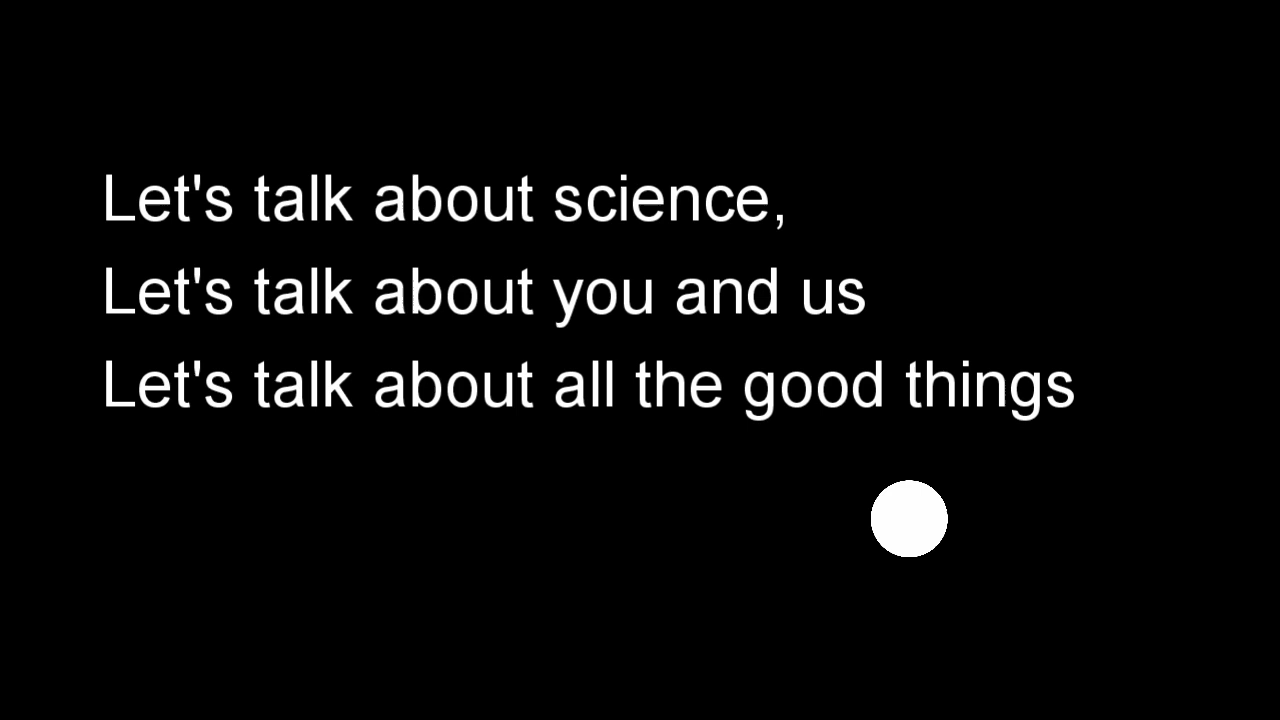 Let's talk about science,
Let's talk about you and us
Let's talk about all the good things